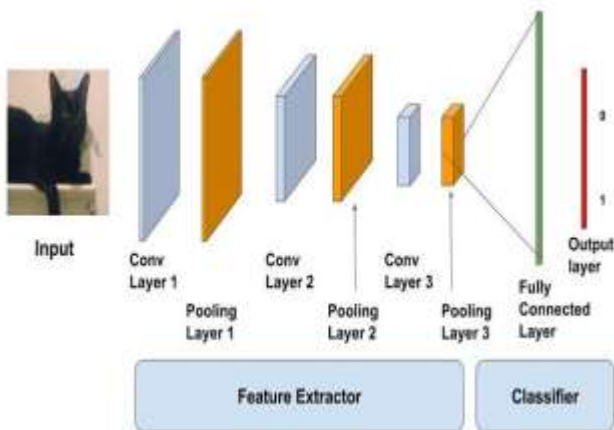 0
1
Input
Conv
Layer 1
Pooling
Layer 1
Conv
Layer 2
Pooling
Layer 2
Conv
Layer 3
Pooling
Layer 3
Fully
Connected
Layer
Output
layer
Feature Extractor
Classifier